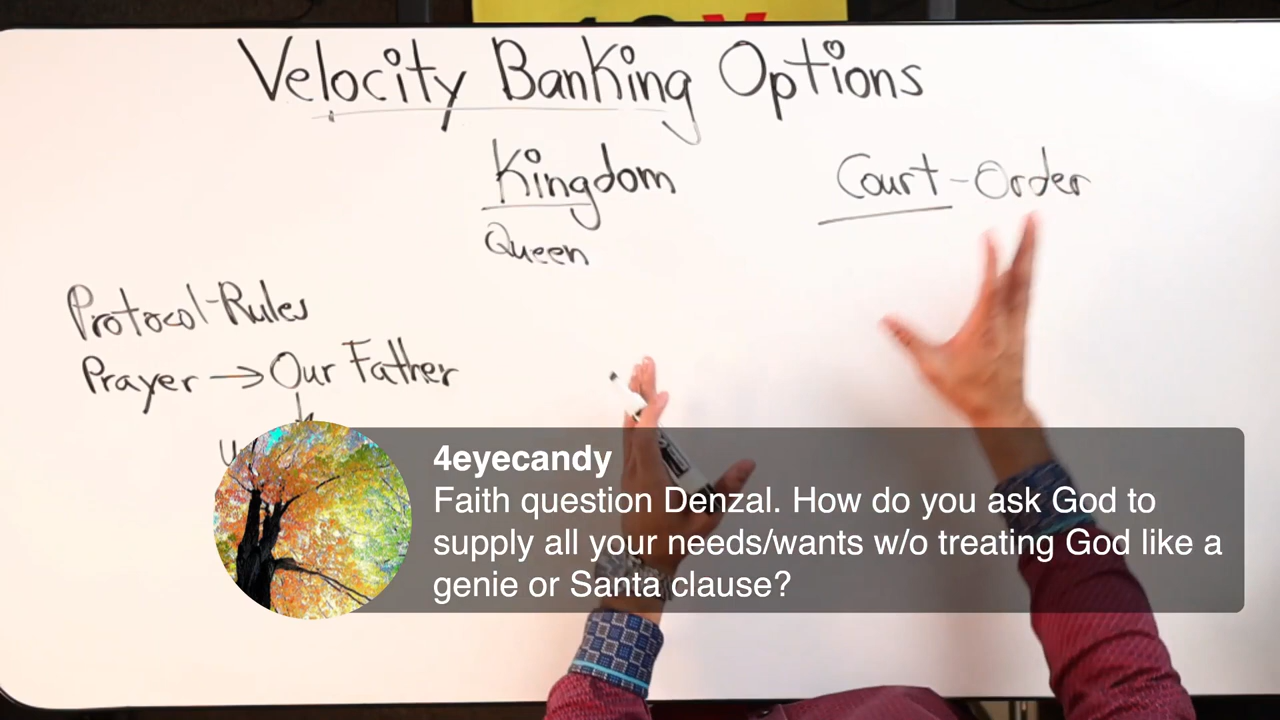 Velocity Banking Options
Kingdom
Court-Order
Queen
Protocol-Rules
Prayer → Our Father
4eyecandy
Faith question Denzal. How do you ask God to
supply all your needs/wants w/o treating God like a
genie or Santa clause?